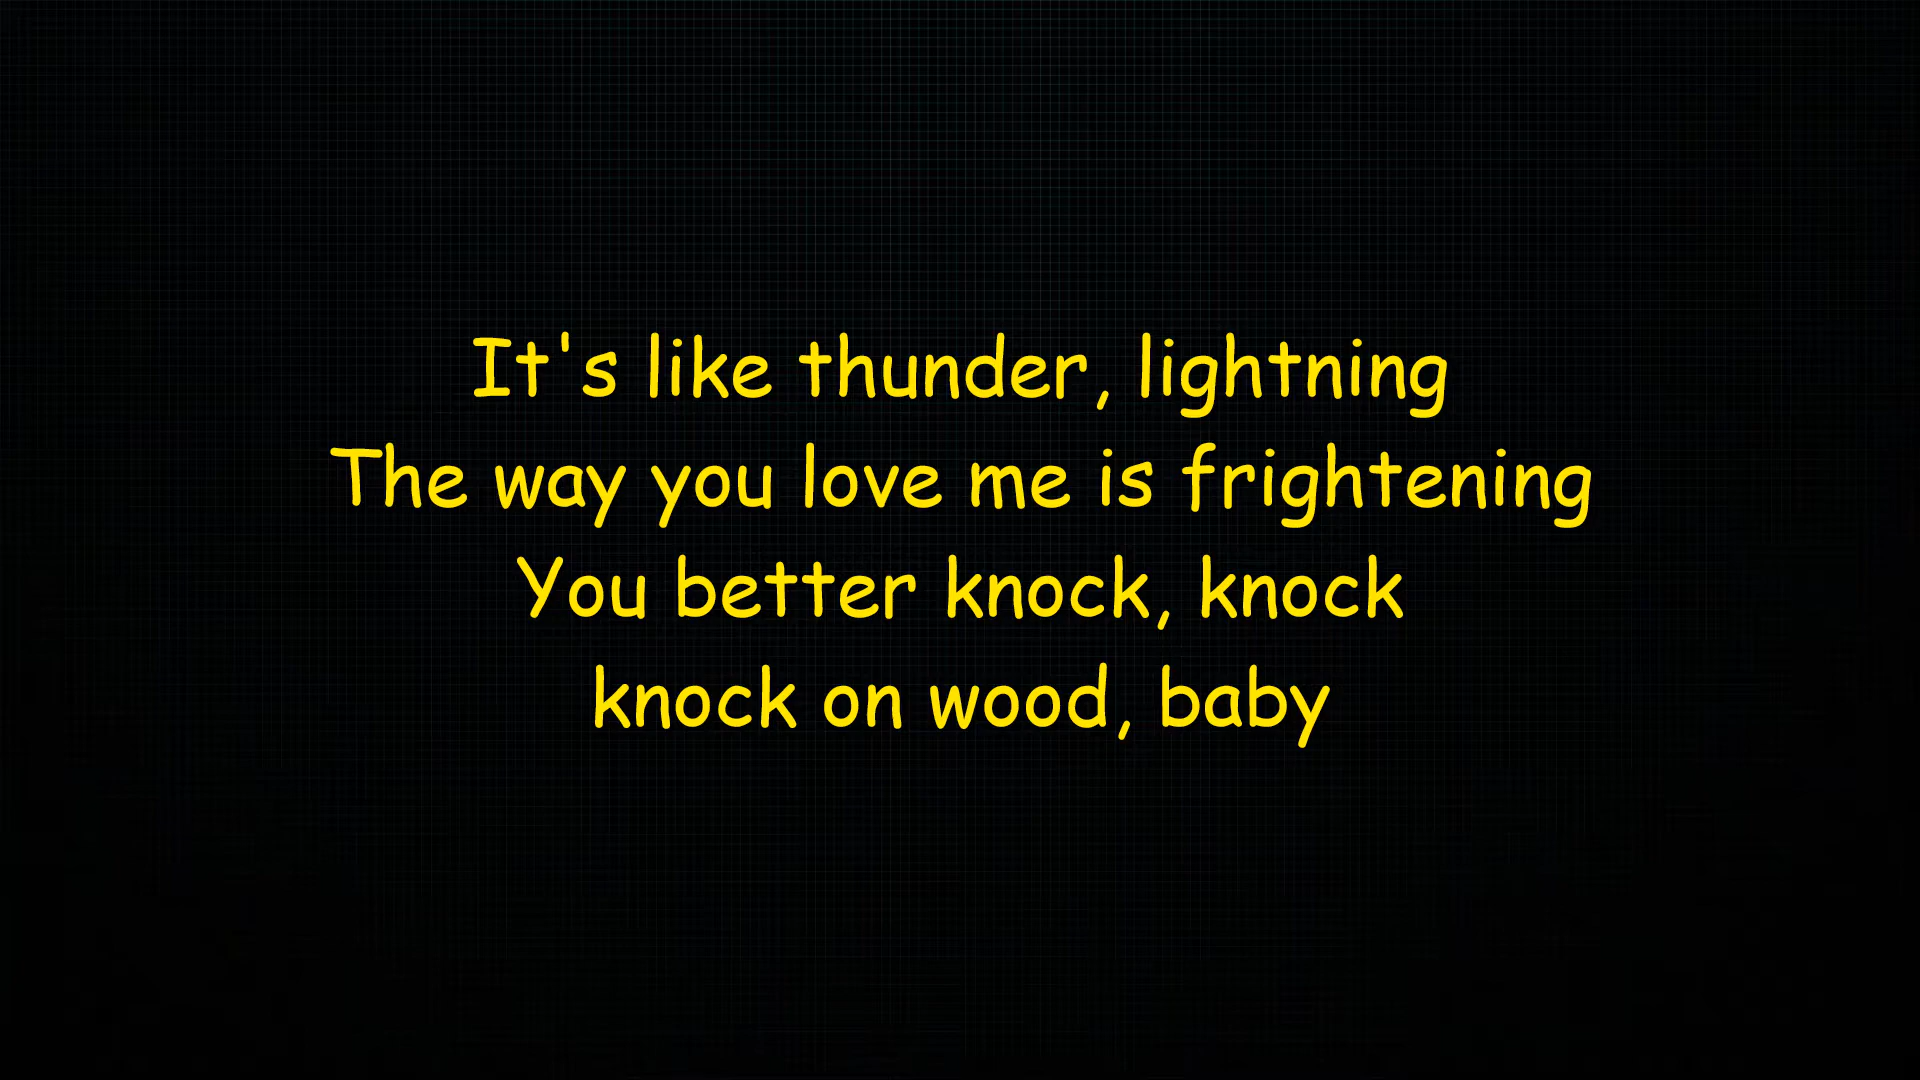 It's like thunder, lightning
The way you love me is frightening
You better knock, knock
knock on wood, baby